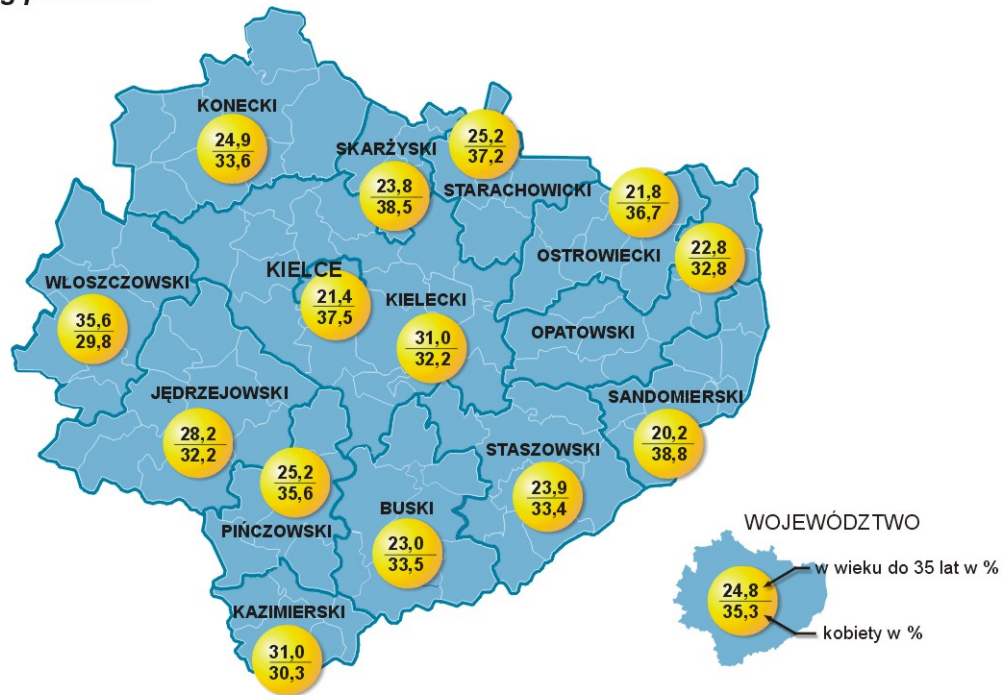 KONECKI
24,9
33,6
SKARŻYSKI
23,8
38,5
25,2
37,2
STARACHOWICKI
21,8
36,7
OSTROWIECKI
22,8
32,8
OPATOWSKI
WŁOSZCZOWSKI
35,6
29,8
KIELCE
21,4
37,5
KIELECKI
31,0
32,2
JĘDRZEJOWSKI
28,2
32,2
25,2
35,6
PIŃCZOWSKI
BUSKI
23,0
33,5
STASZOWSKI
23,9
33,4
SANDOMIERSKI
20,2
38,8
KAZIMIERSKI
31,0
30,3
WOJEWÓDZTWO
24,8
35,3
w wieku do 35 lat w %
kobiety w %